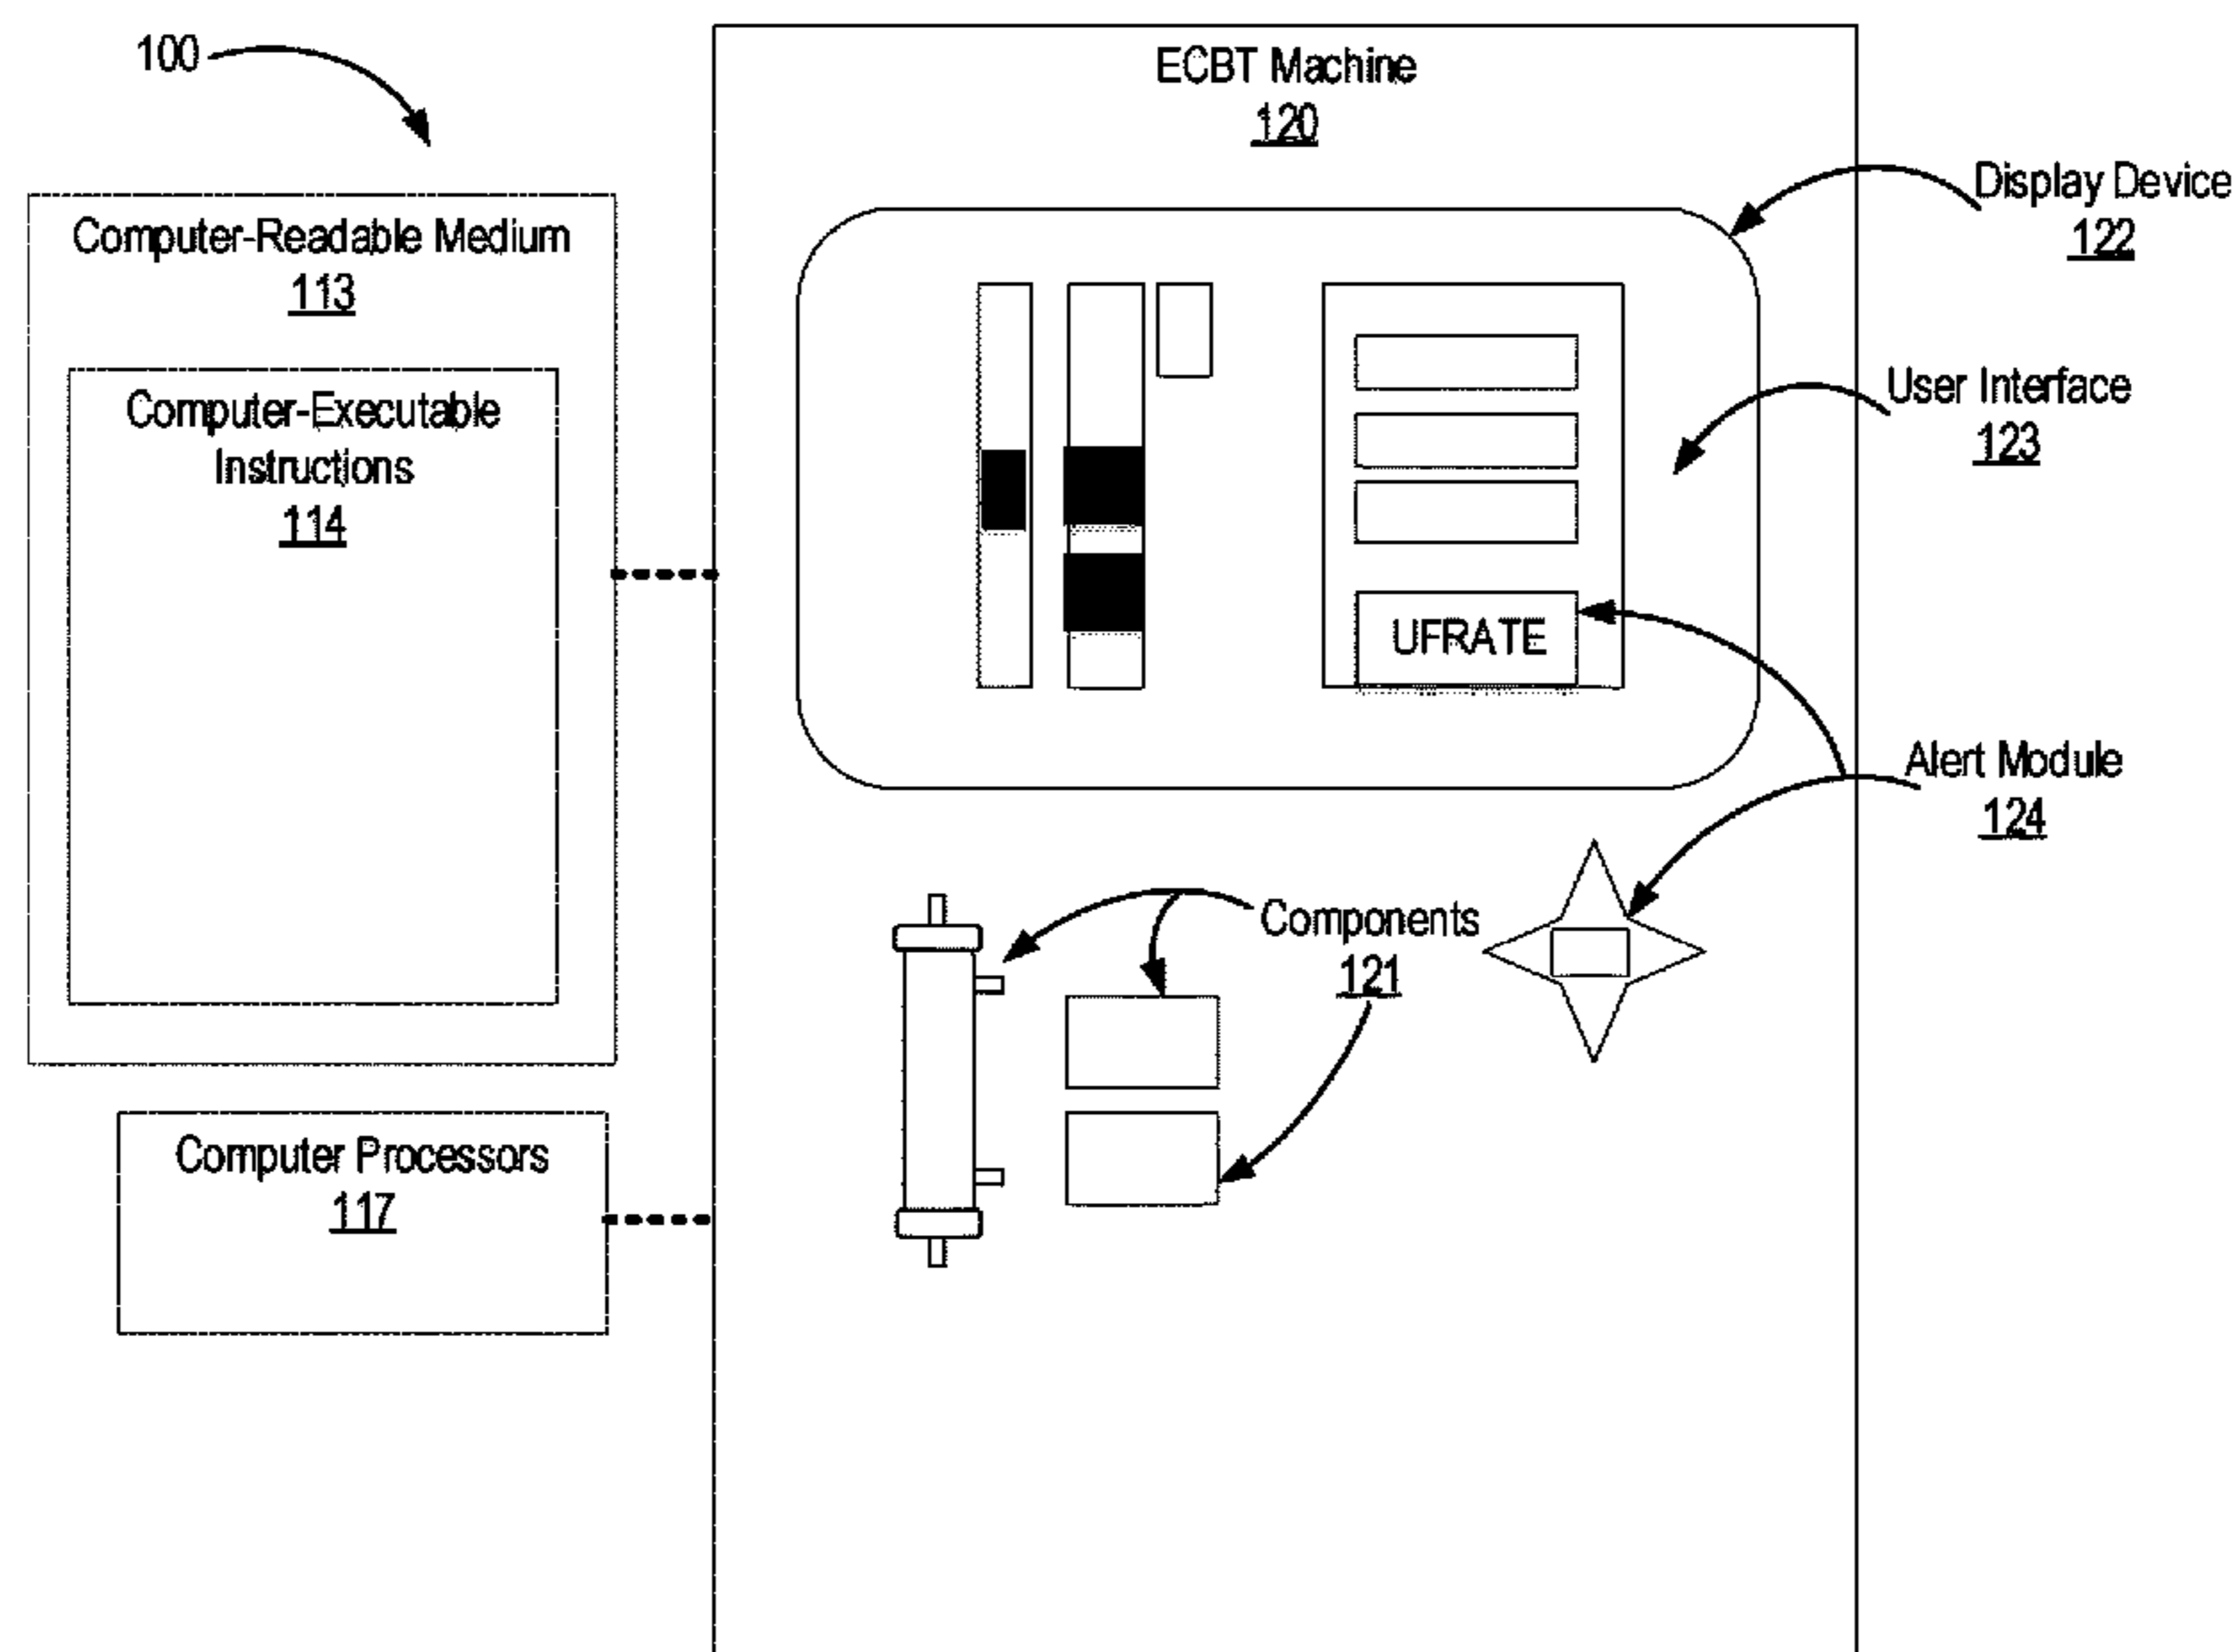 100
ECBT Machine
120
Display Device
122
Computer-Readable Medium
113
User Interface
123
Computer-Executable
Instructions
114
UFRATE
Alert Module
124
Components
121
Computer Processors
117